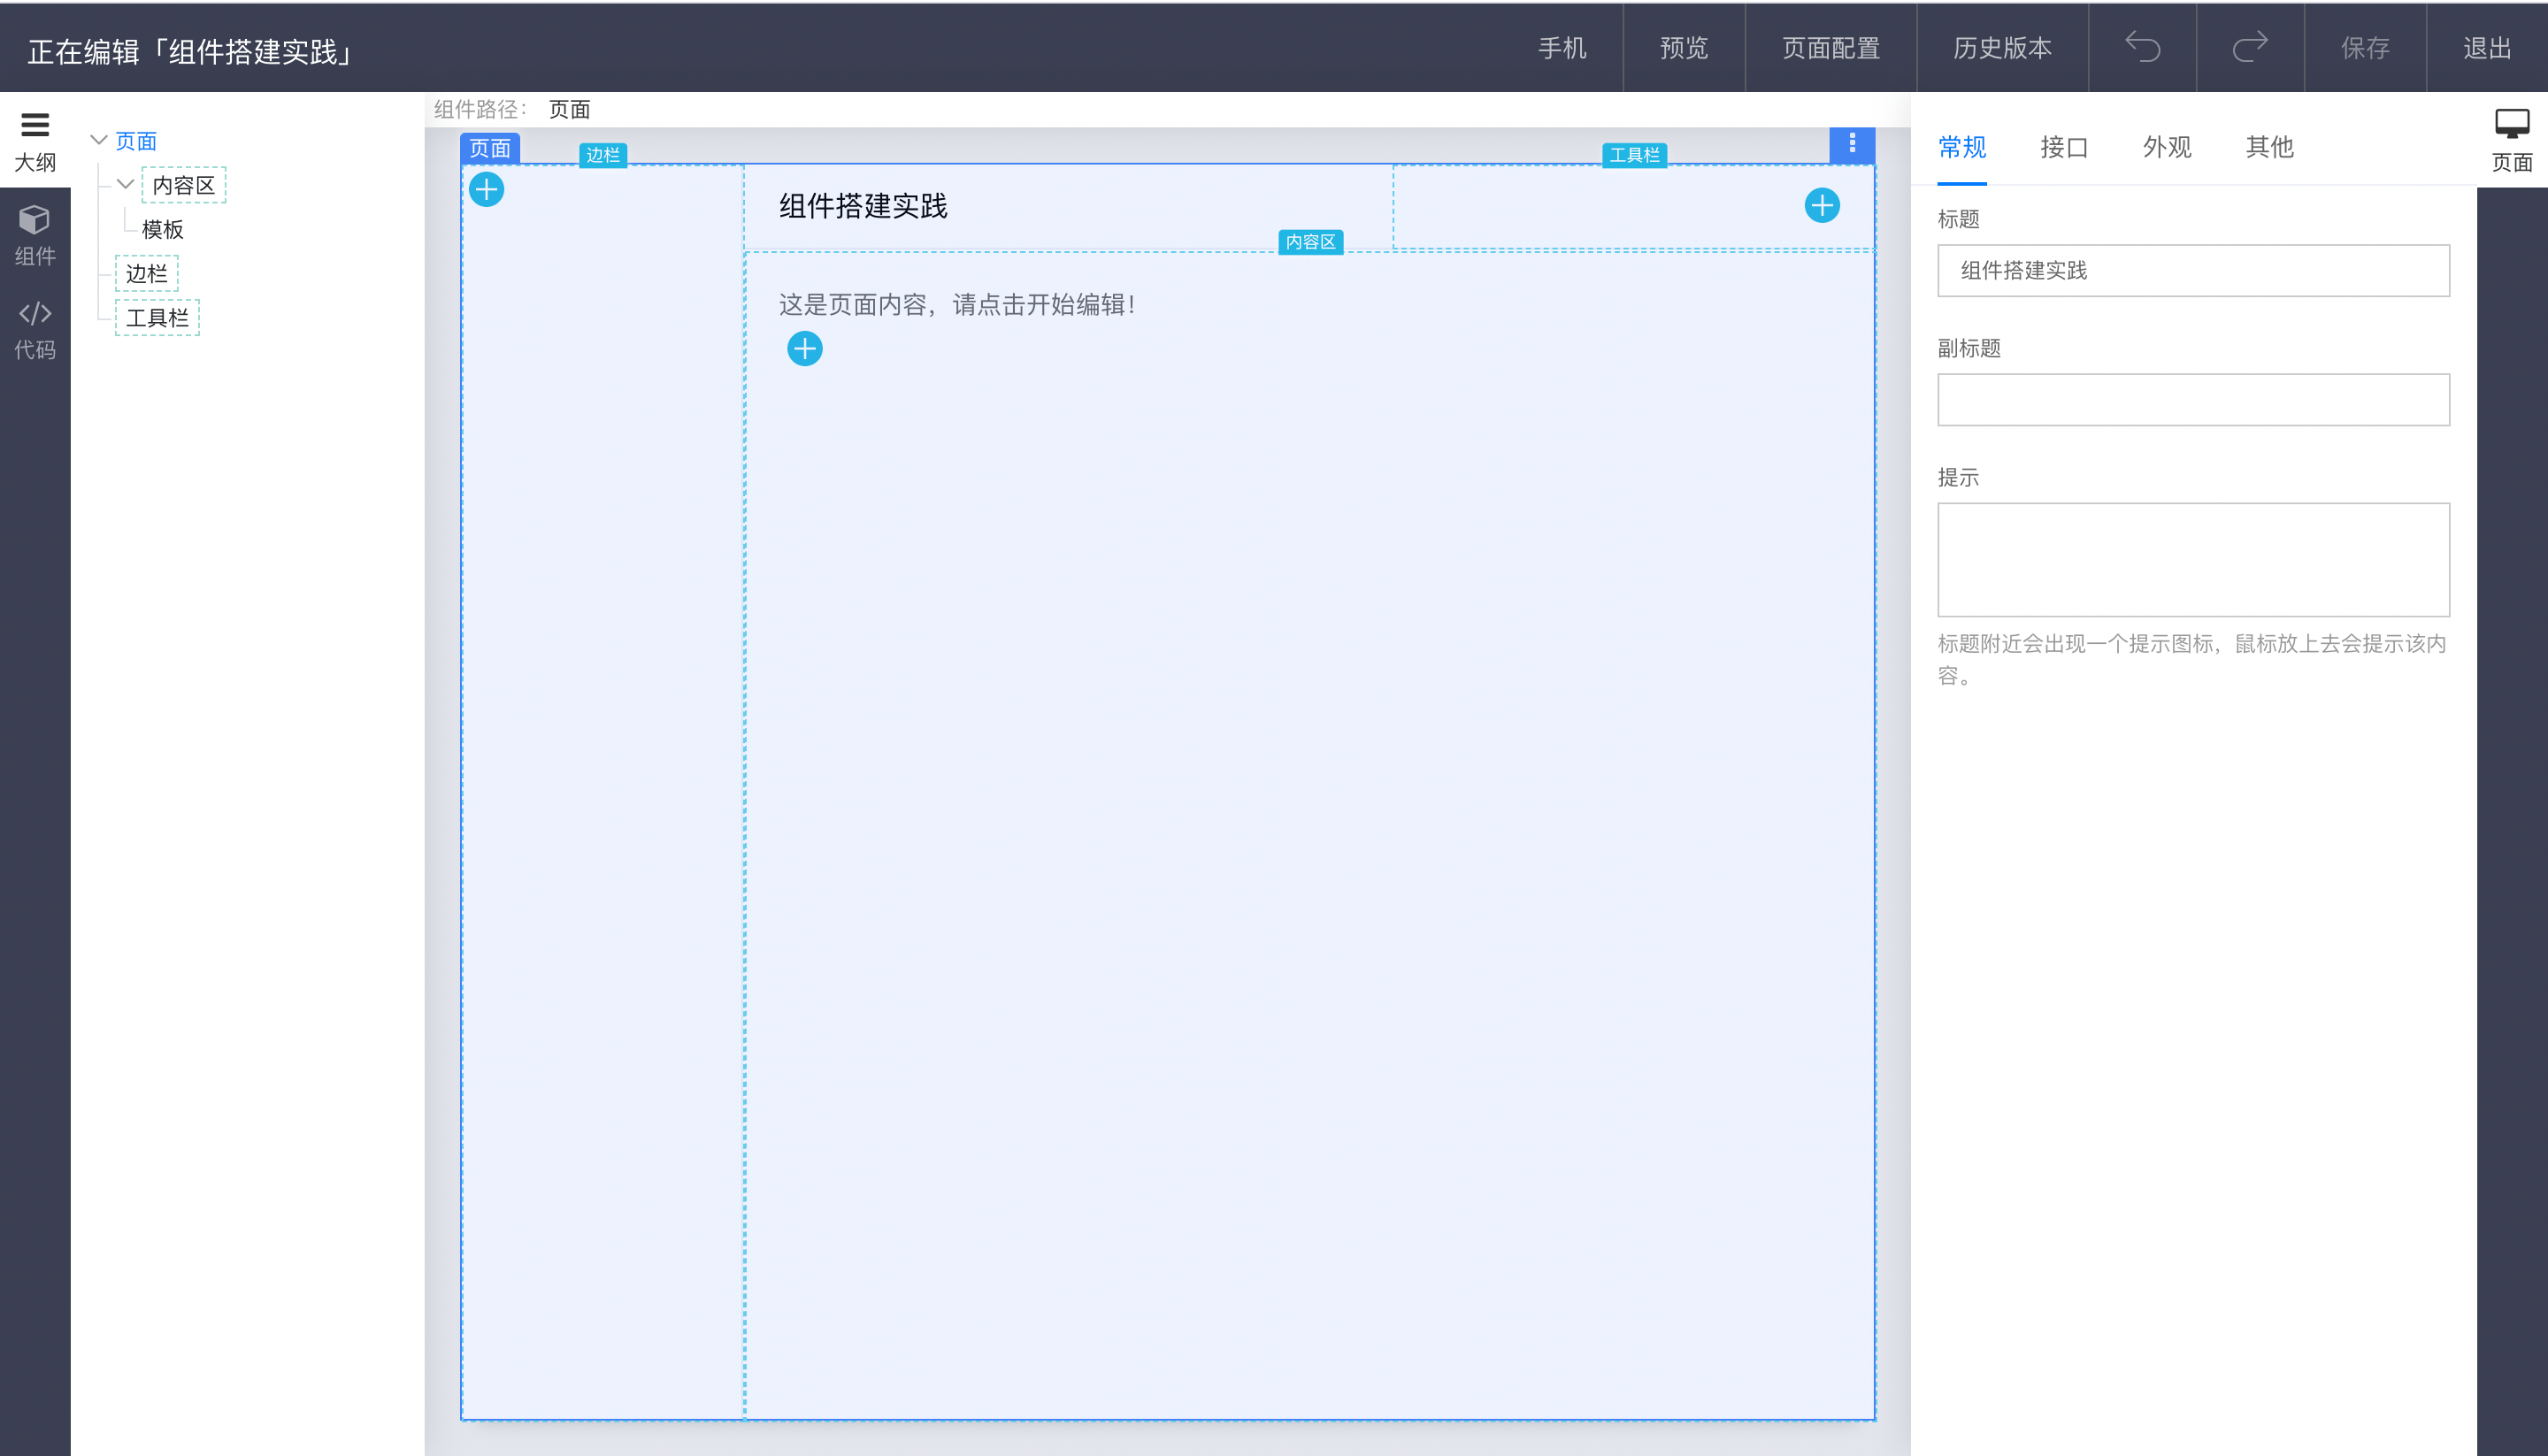 正在编辑「组件搭建实践」
手机
预览
页面配置
历史版本
保存
退出
大纲
组件
代码
页面
内容区
模板
边栏
工具栏
组件路径： 页面
页面
边栏
工具栏
组件搭建实践
内容区
这是页面内容，请点击开始编辑！
常规
接口
外观
其他
标题
组件搭建实践
副标题
提示
标题附近会出现一个提示图标，鼠标放上去会提示该内
容。
页面